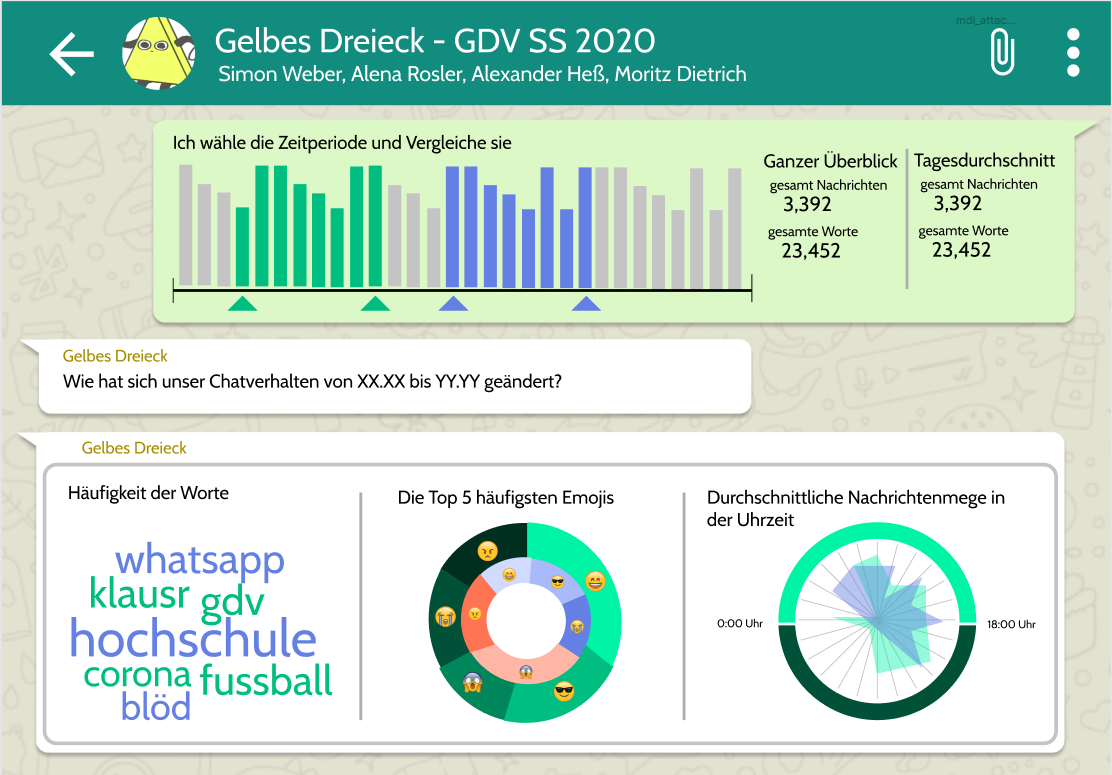 mdi_attac...
Gelbes Dreieck - GDV SS 2020
Simon Weber, Alena Rosler, Alexander Heß, Moritz Dietrich
Ich wähle die Zeitperiode und Vergleiche sie
Ganzer Überblick
gesamt Nachrichten
3,392
gesamte Worte
23,452
Tagesdurchschnitt
gesamt Nachrichten
3,392
gesamte Worte
23,452
Gelbes Dreieck
Wie hat sich unser Chatverhalten von XX.XX bis YY.YY geändert?
Gelbes Dreieck
Häufigkeit der Worte
whatsapp
klausr
gdv
hochschule
corona
fussball
blöd
Die Top 5 häufigsten Emojis
Durchschnittliche Nachrichtenmege in
der Uhrzeit
0:00 Uhr
18:00 Uhr